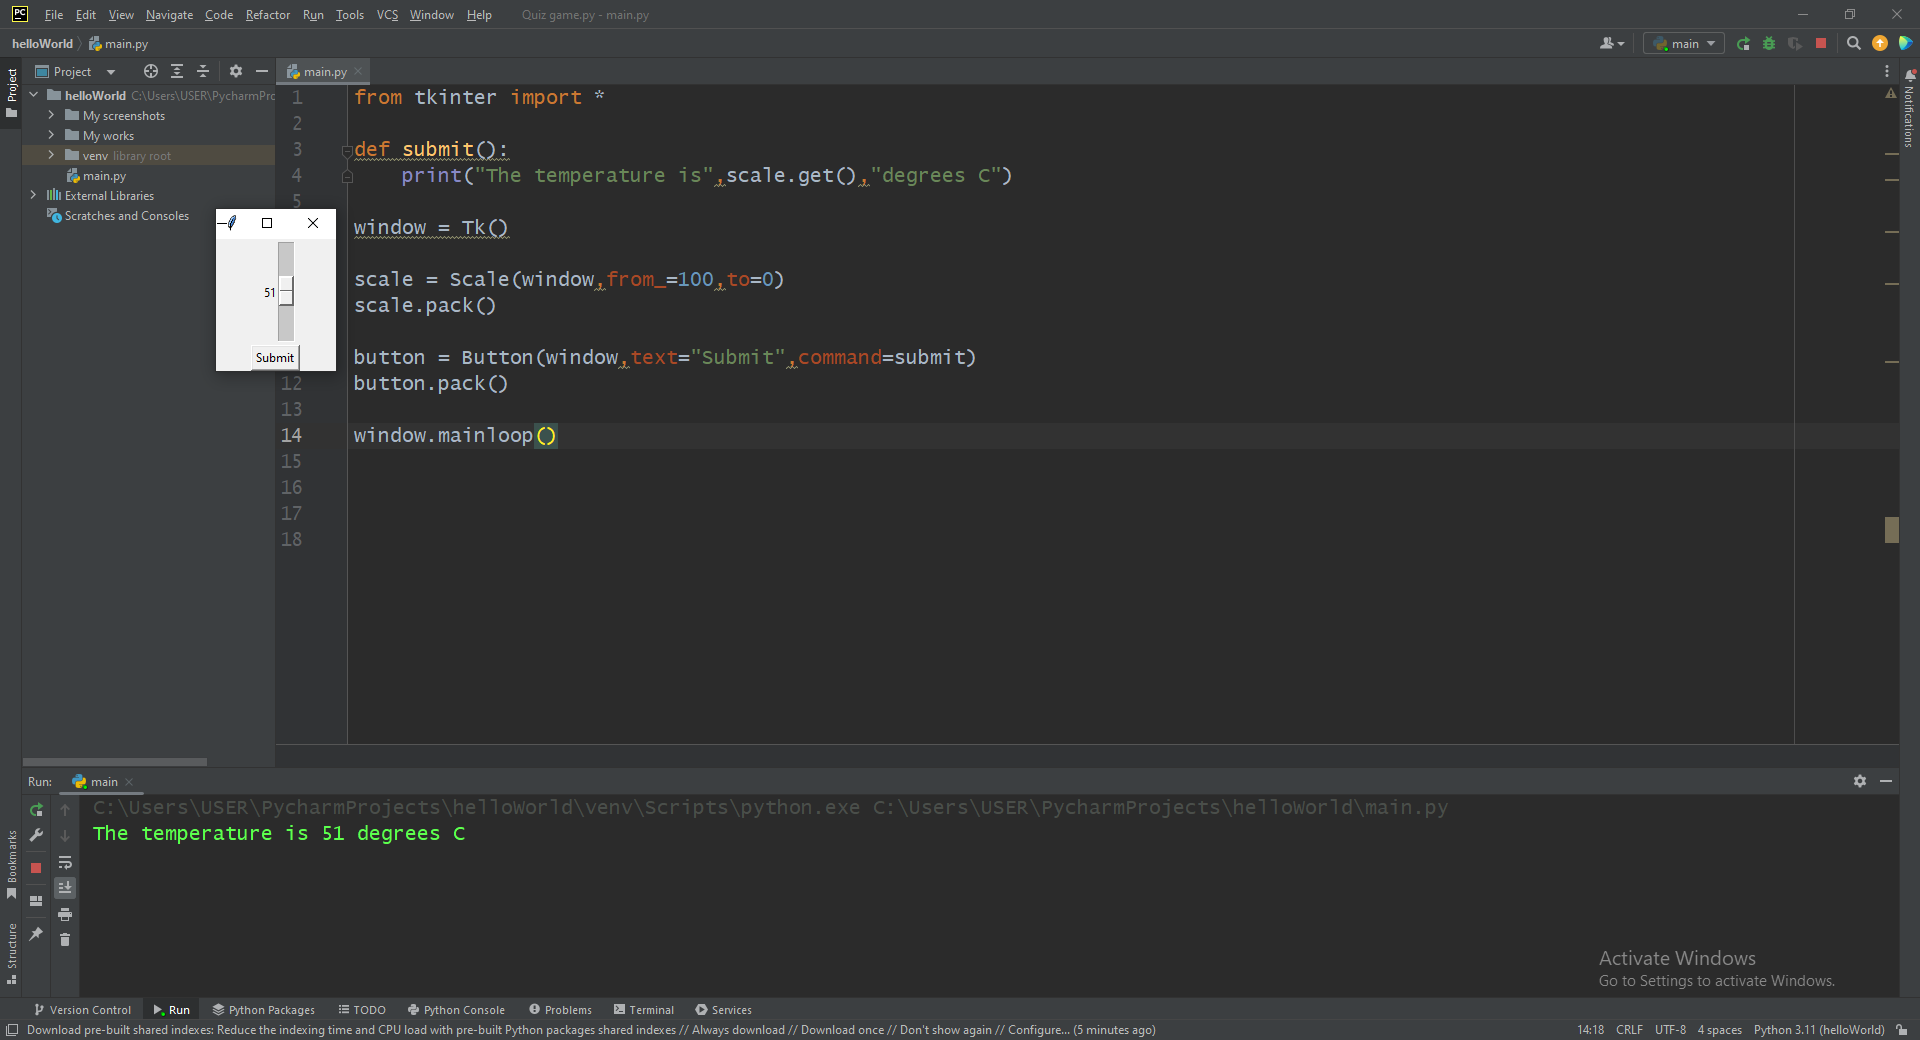 PC File Edit View Navigate Code Refactor Run Tools VCS Window Help Quiz game.py - main.py
helloWorld main.py main
Project main.py
Project
Notifications
helloWorld C:\Users\USER\PycharmPro
My screenshots
My works
venv library root
main.py
External Libraries
Scratches and Consoles
1 from tkinter import *
2
3 def submit():
4 print("The temperature is",scale.get(),"degrees C")
5
window = Tk()
scale = Scale(window,from_=100,to=0)
scale.pack()
button = Button(window,text="Submit",command=submit)
12 button.pack()
13
14 window.mainloop()
15
16
17
18
51
Submit
Run: main
C:\Users\USER\PycharmProjects\helloWorld\venv\Scripts\python.exe C:\Users\USER\PycharmProjects\helloWorld\main.py
The temperature is 51 degrees C
Bookmarks
Structure
Activate Windows
Go to Settings to activate Windows.
Version Control Run Python Packages TODO Python Console Problems Terminal Services
Download pre-built shared indexes: Reduce the indexing time and CPU load with pre-built Python packages shared indexes // Always download // Download once // Don't show again // Configure... (5 minutes ago) 14:18 CRLF UTF-8 4 spaces Python 3.11 (helloWorld)